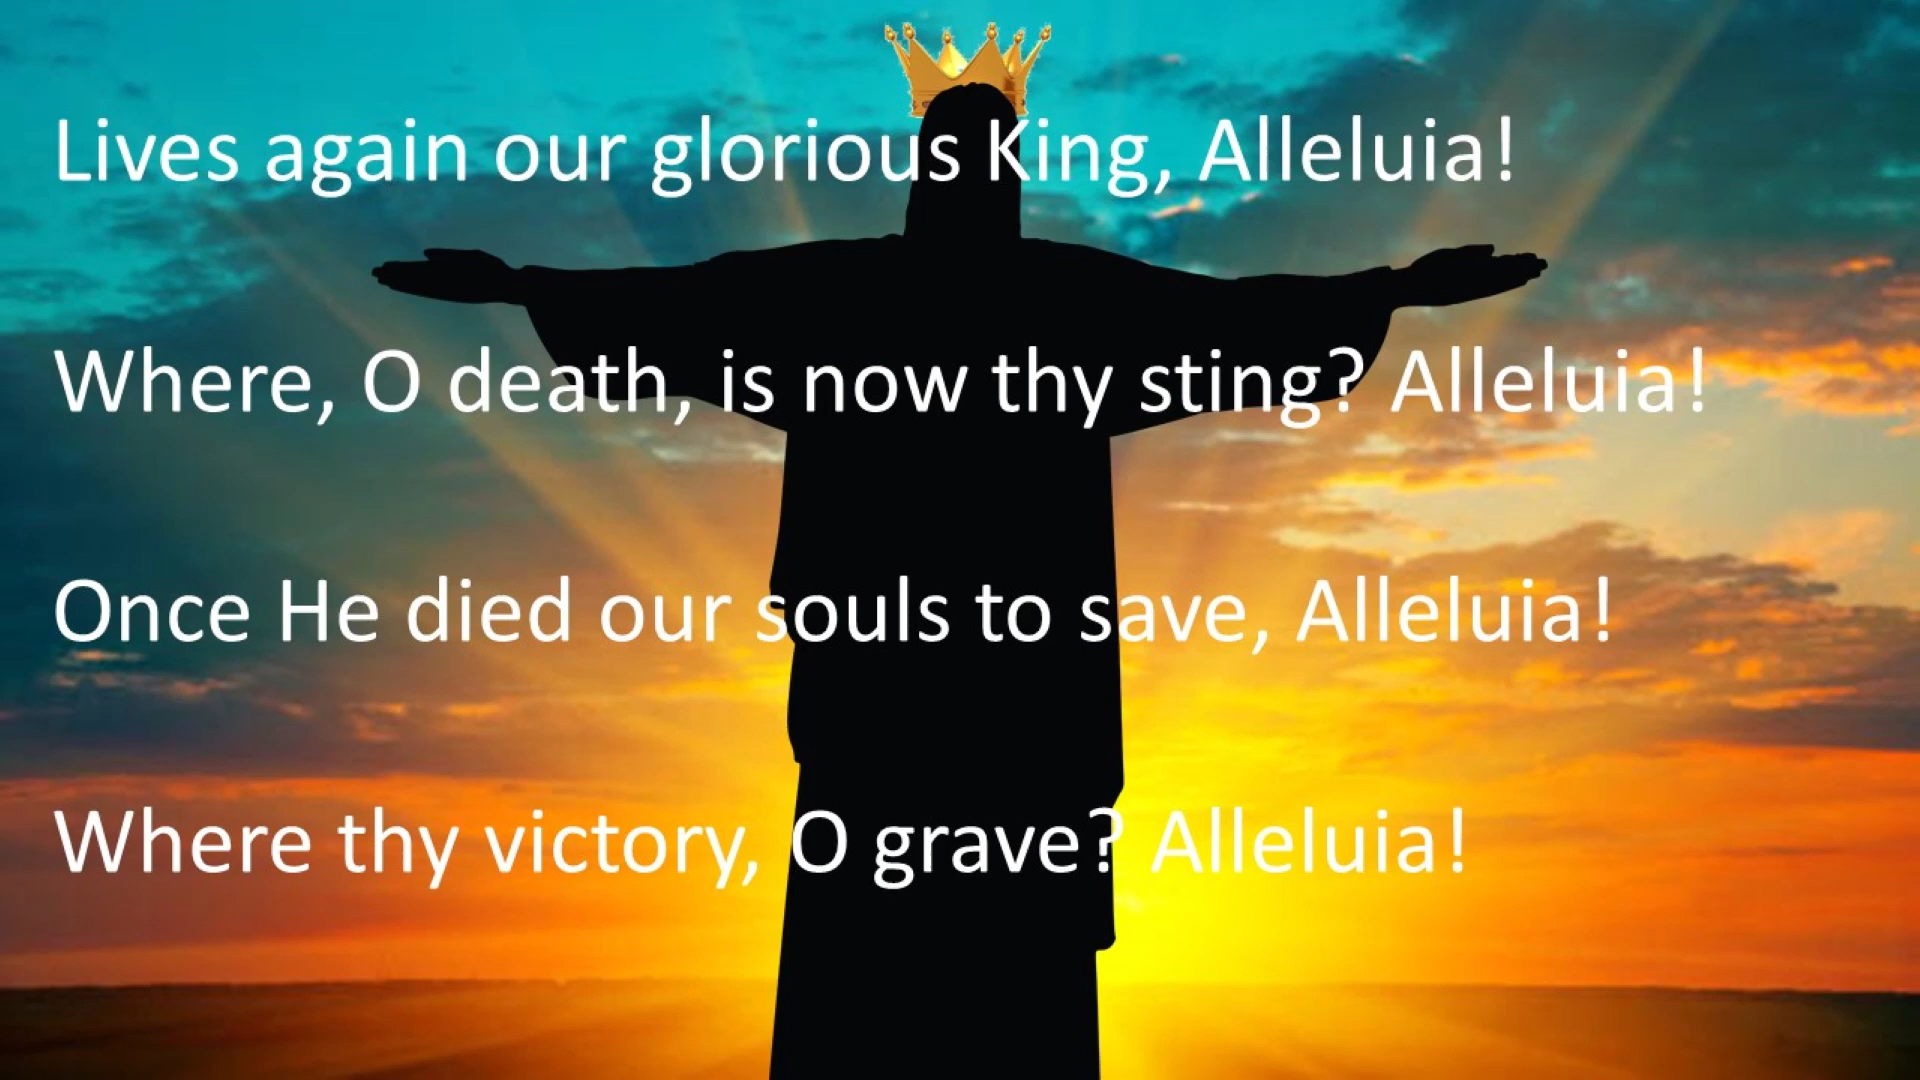 Lives again our glorious King, Alleluia!
Where, O death, is now thy sting? Alleluia!
Once He died our souls to save, Alleluia!
Where thy victory, O grave? Alleluia!